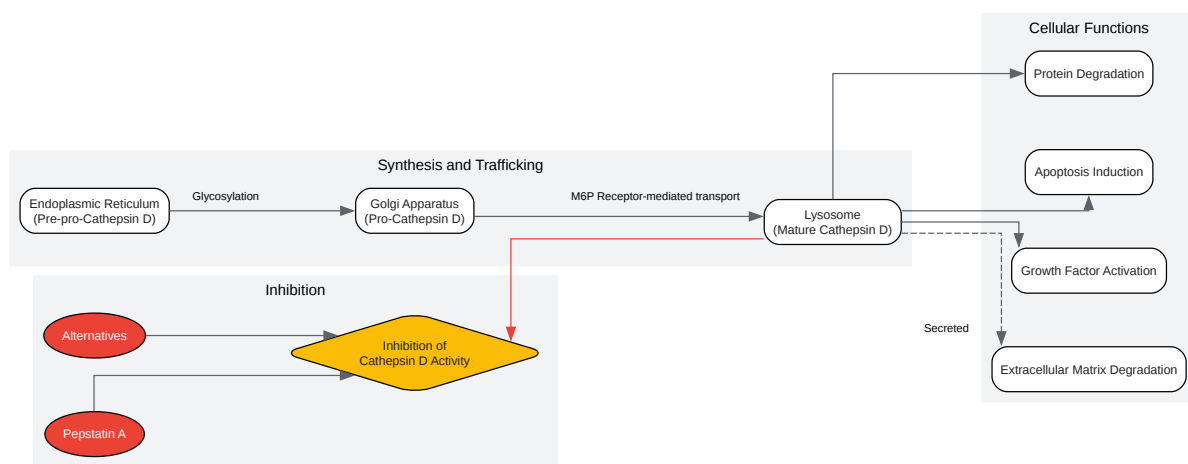 Cellular Functions
Protein Degradation
Synthesis and Trafficking
Apoptosis Induction
Endoplasmic Reticulum
(Pre-pro-Cathepsin D)
Glycosylation
Golgi Apparatus
(Pro-Cathepsin D)
M6P Receptor-mediated transport
Lysosome
(Mature Cathepsin D)
Growth Factor Activation
Inhibition
Alternatives
Inhibition of
Cathepsin D Activity
Secreted
Extracellular Matrix Degradation
Pepstatin A